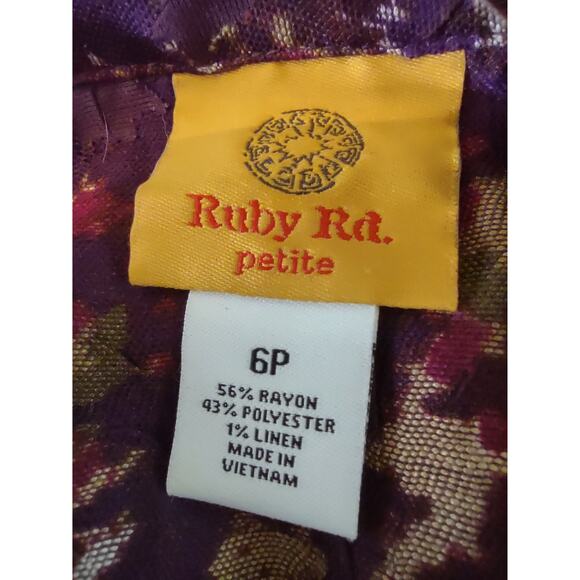 Ruby Rd.
petite
6P
56% RAYON
43% POLYESTER
1% LINEN
MADE IN
VIETNAM